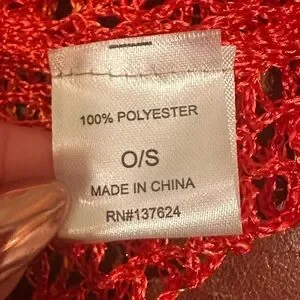 100% POLYESTER
O/S
MADE IN CHINA
RN#137624